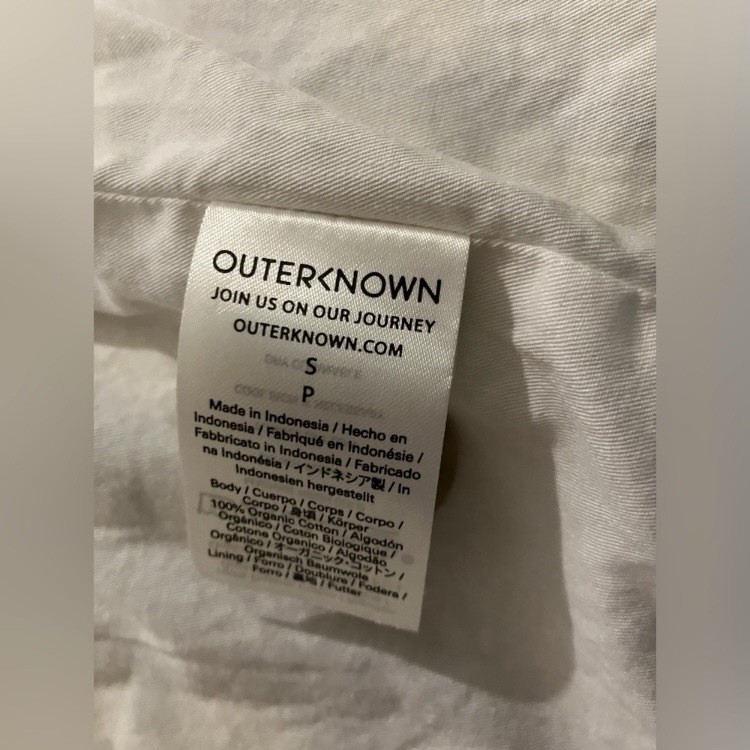 OUTERKNOWN
JOIN US ON OUR JOURNEY
OUTERKNOWN.COM
S
P
Made in Indonesia / Hecho en
Indonesia / Fabriqué en Indonésie /
Fabbricato in Indonesia / Fabricado
na Indonésia / インドネシア製 / In
Indonesien hergestellt
Body / Cuerpo / Corps / Corpo /
Corpo / 身頃 / Körper
100% Organic Cotton / Algodón
Orgánico / Coton Biologique /
Cotone Organico / Algodão
Orgânico / オーガニック・コットン /
Organisch Baumwolle
Lining / Forro / Doublure / Fodera /
Forro / 裏地 / Futter